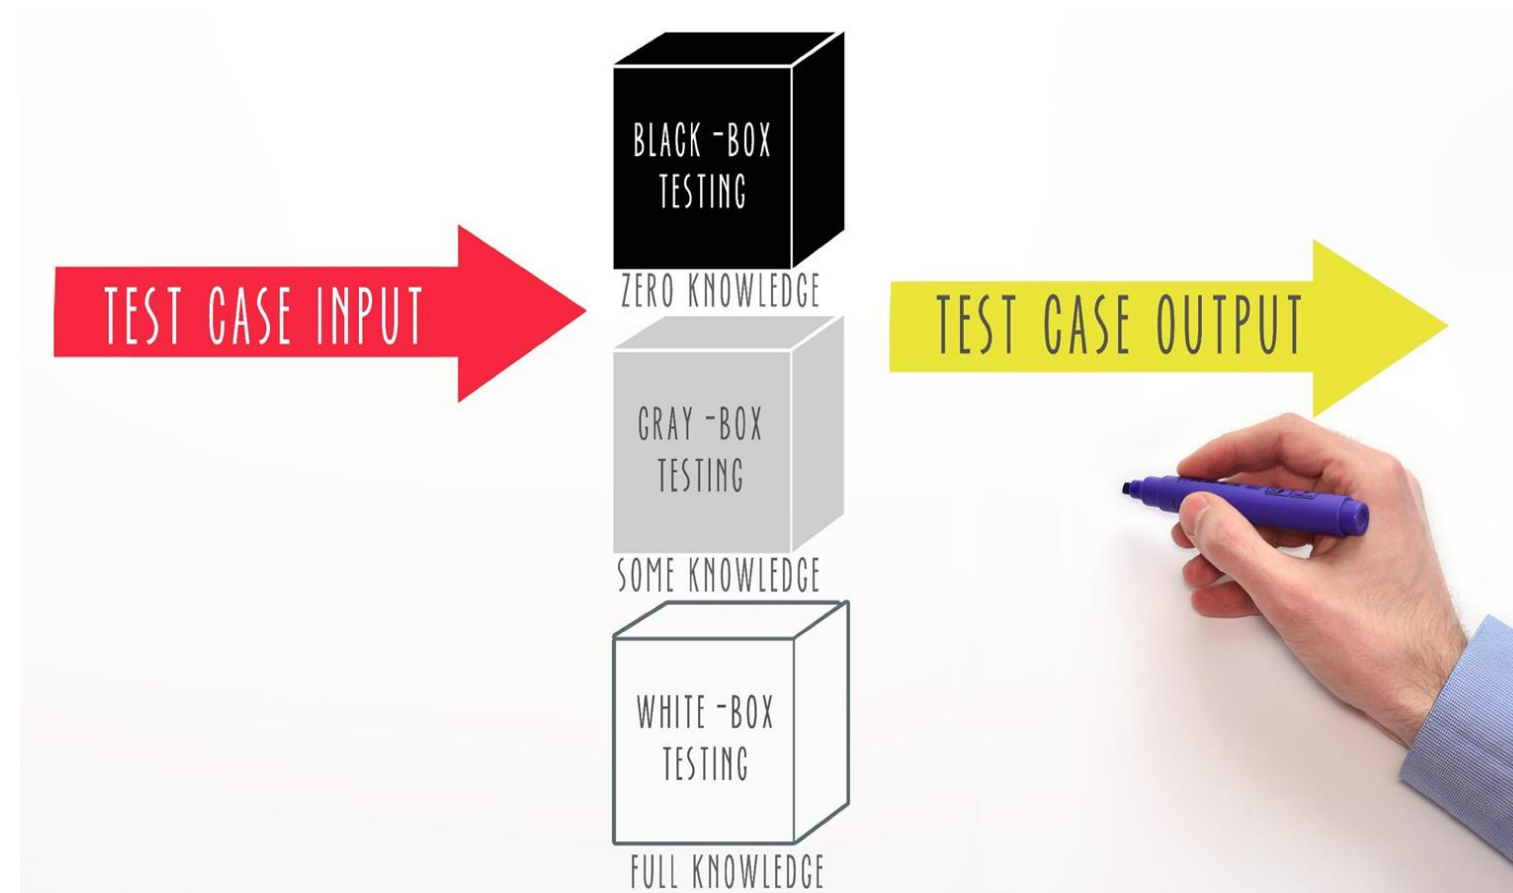 BLACK -BOX
TESTING
ZERO KNOWLEDGE
TEST CASE INPUT
TEST CASE OUTPUT
GRAY -BOX
TESTING
SOME KNOWLEDGE
WHITE -BOX
TESTING
FULL KNOWLEDGE